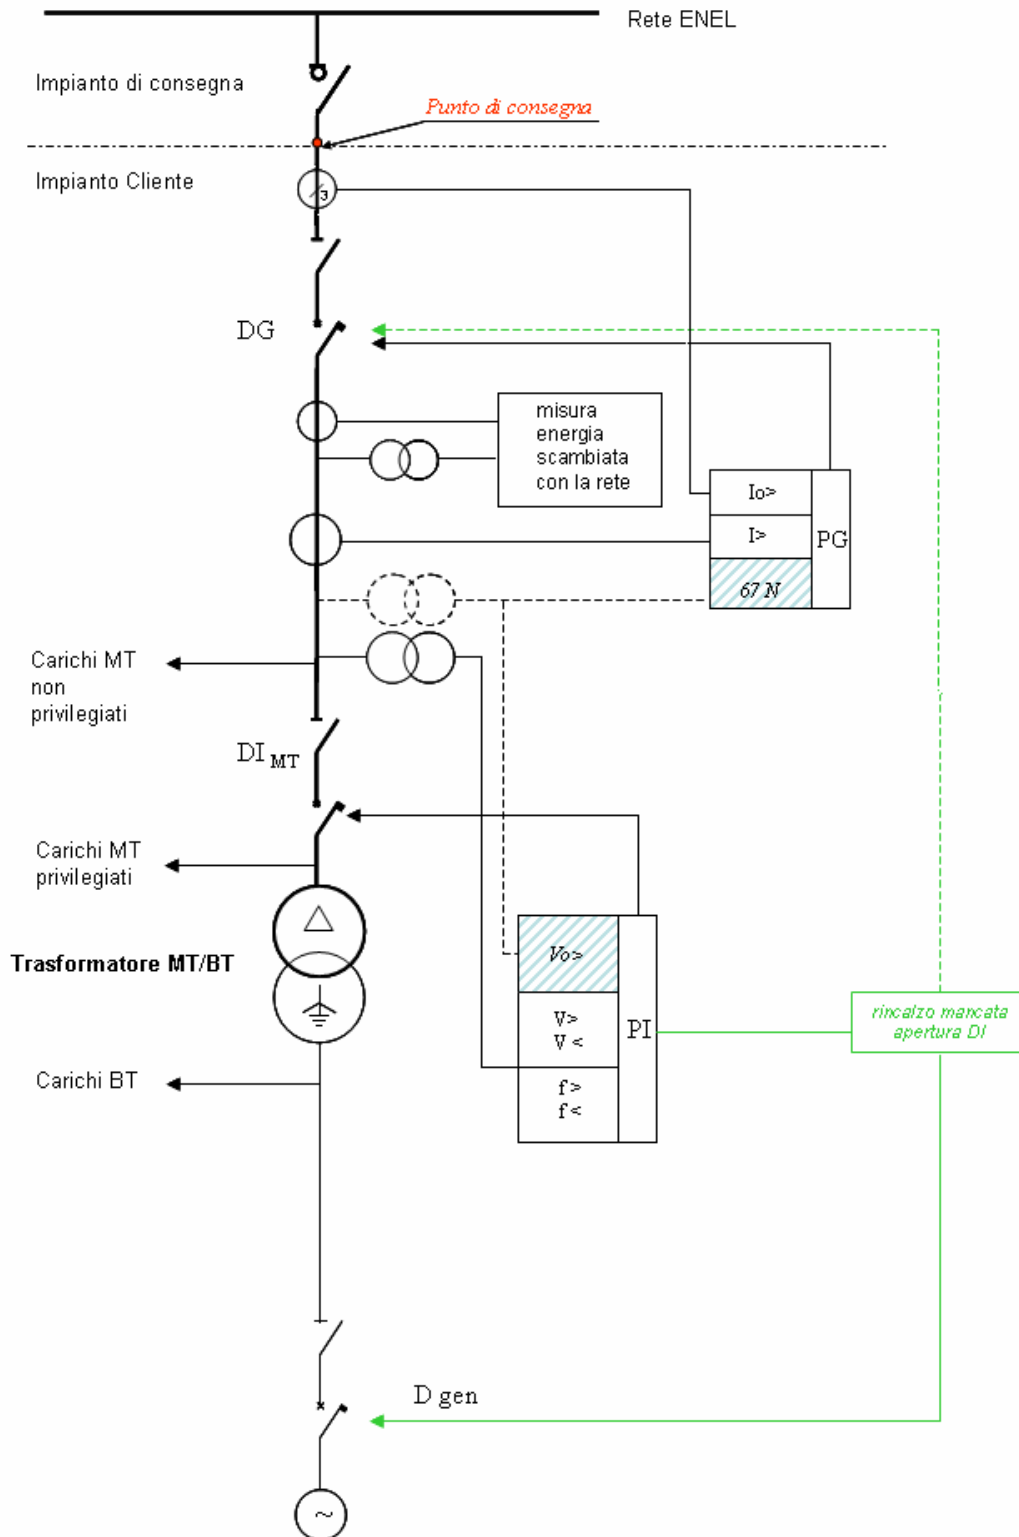 Rete ENEL
Impianto di consegna
Punto di consegna
Impianto Cliente
3
DG
misura
energia
scambiata
con la rete
Io>
I>
PG
67 N
Carichi MT
non
privilegiati
DI MT
Carichi MT
privilegiati
Trasformatore MT/BT
Vo>
V>
V<
PI
f>
f<
rincalzo mancata
apertura DI
Carichi BT
D gen
~